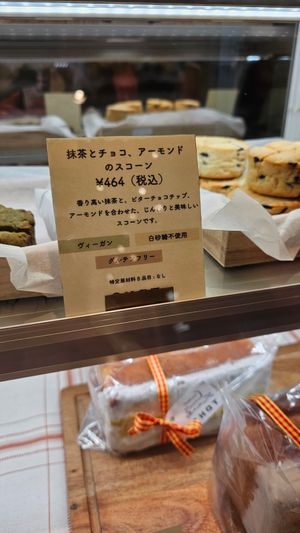 抹茶とチョコ、アーモンド
のスコーン
¥464（税込）
香り高い抹茶と、ビターチョコチップ、
アーモンドを合わせた、じんわりと美味しい
スコーンです。
ヴィーガン
白砂糖不使用
グルテンフリー
特定原材料８品目：なし